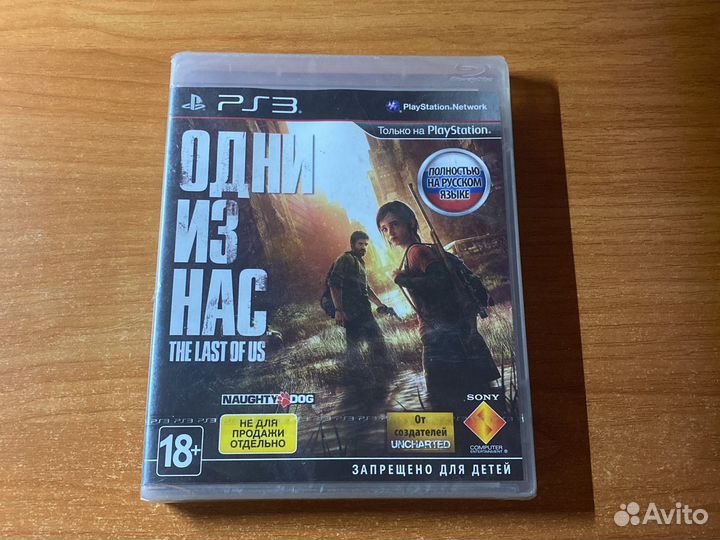 PS3
PlayStation Network
Только на PlayStation
ПОЛНОСТЬЮ
НА РУССКОМ
ЯЗЫКЕ
ОДНИ
ИЗ
НАС
THE LAST OF US
NAUGHTY DOG
НЕ ДЛЯ
ПРОДАЖИ
ОТДЕЛЬНО
От
создателей
UNCHARTED
SONY
COMPUTER
ENTERTAINMENT
18+
ЗАПРЕЩЕНО ДЛЯ ДЕТЕЙ
Avito